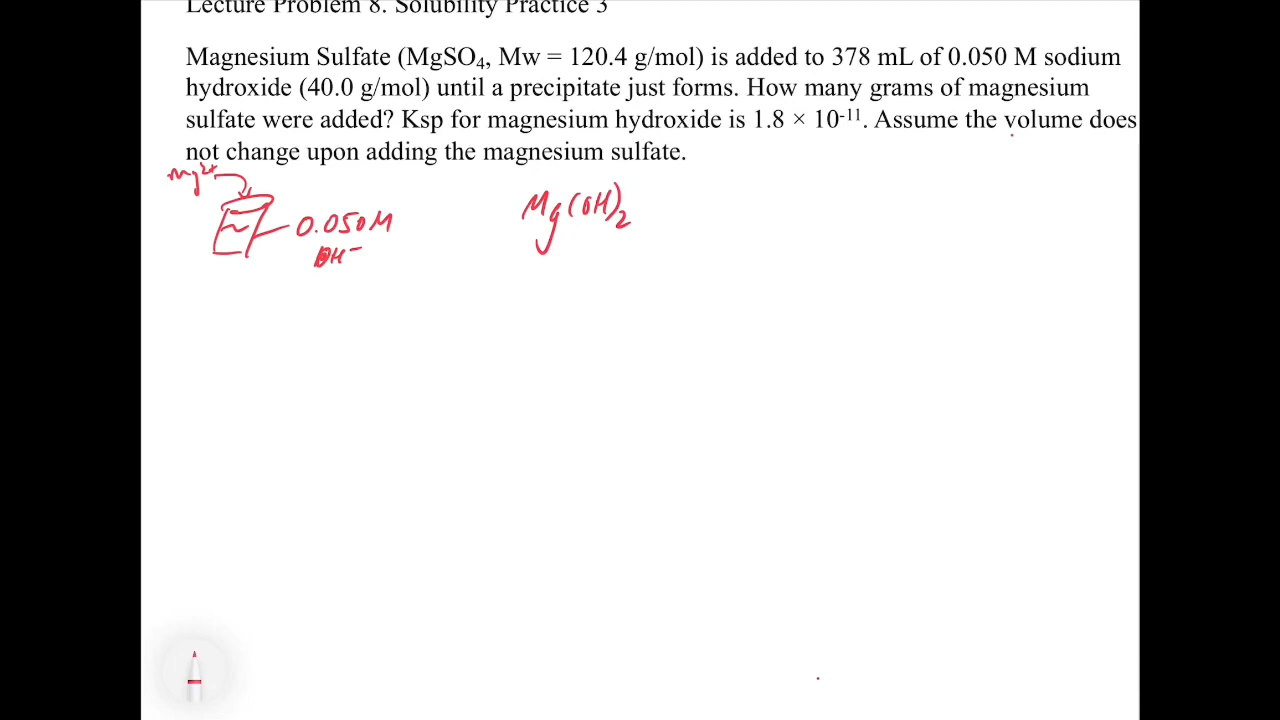 Lecture Problem 8. Solubility Practice 3
Magnesium Sulfate (MgSO₄, Mw = 120.4 g/mol) is added to 378 mL of 0.050 M sodium
hydroxide (40.0 g/mol) until a precipitate just forms. How many grams of magnesium
sulfate were added? Ksp for magnesium hydroxide is 1.8 × 10⁻¹¹. Assume the volume does
not change upon adding the magnesium sulfate.
Mg²⁺
0.050M
OH⁻
Mg(OH)₂